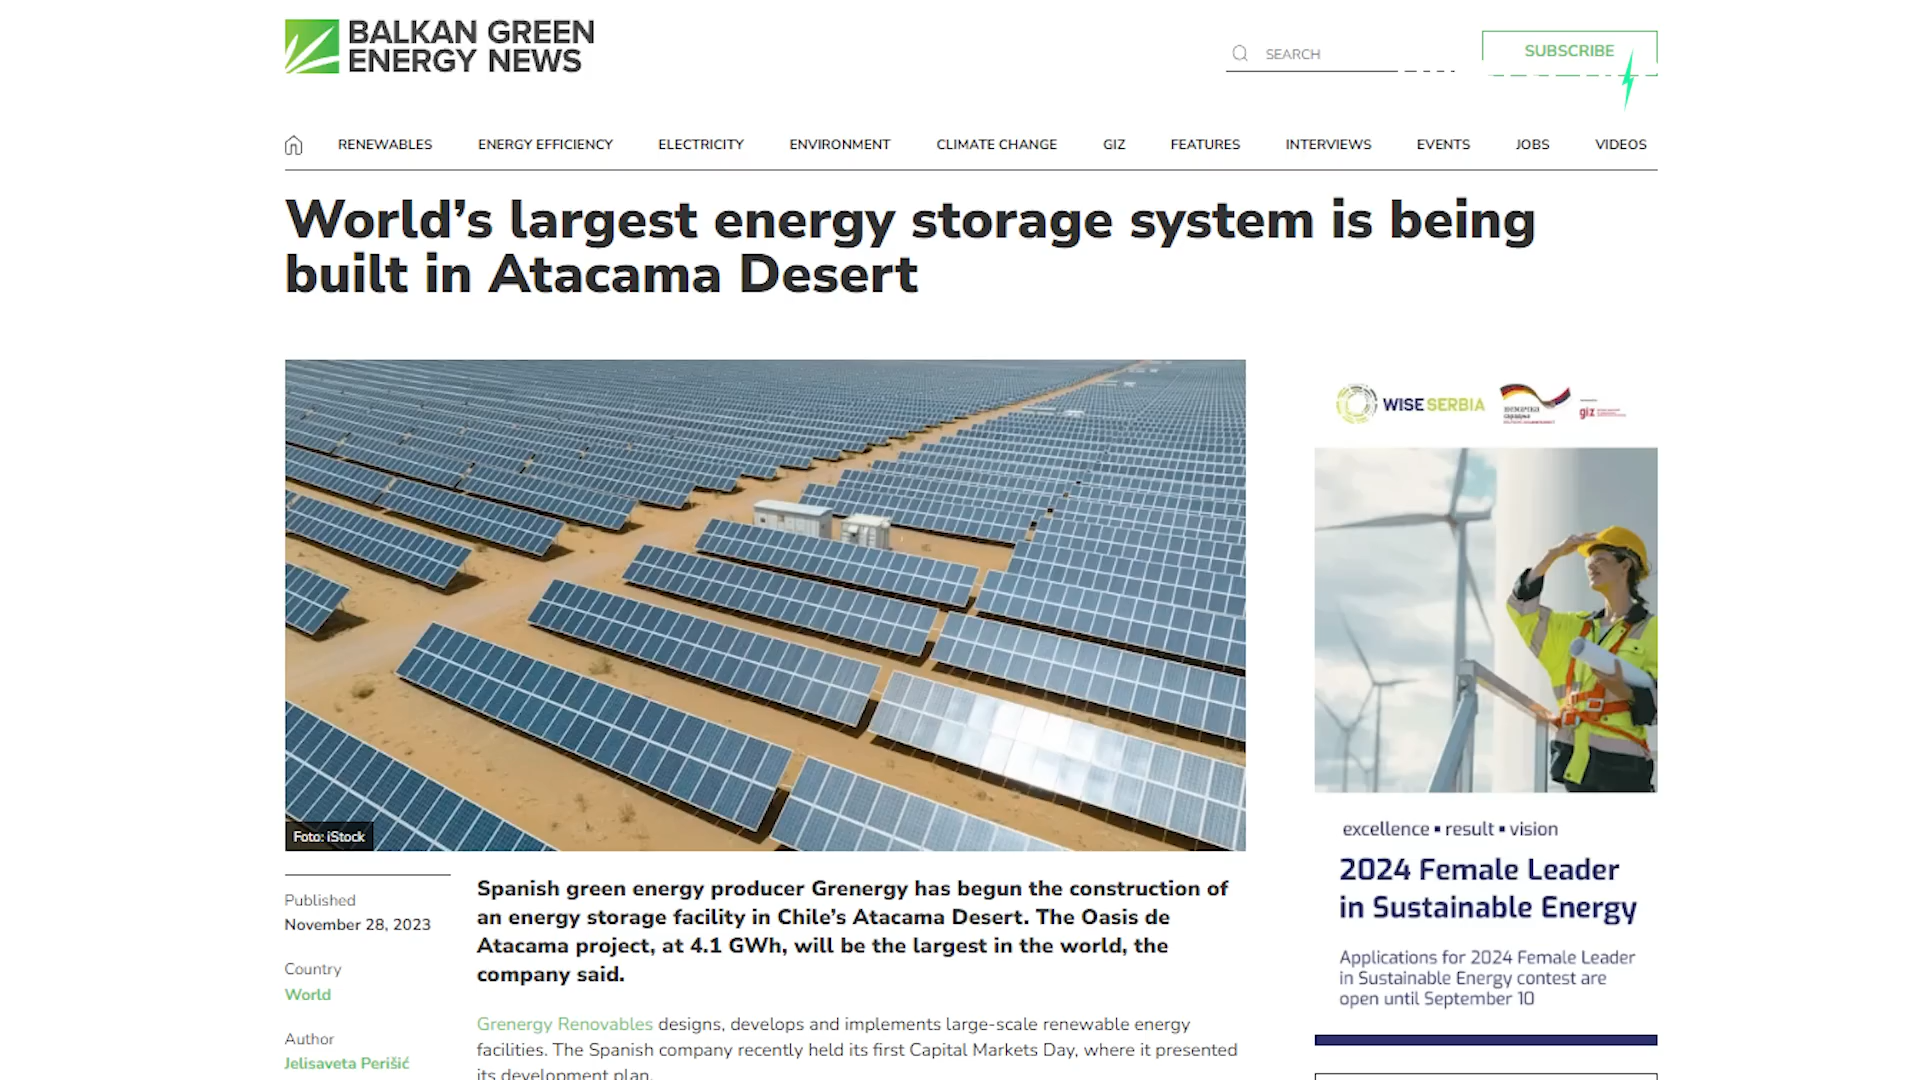 BALKAN GREEN
ENERGY NEWS
SEARCH
SUBSCRIBE
RENEWABLES ENERGY EFFICIENCY ELECTRICITY ENVIRONMENT CLIMATE CHANGE GIZ FEATURES INTERVIEWS EVENTS JOBS VIDEOS
World’s largest energy storage system is being
built in Atacama Desert
WISE SERBIA
giz
Foto: iStock
excellence ▪ result ▪ vision
2024 Female Leader
in Sustainable Energy
Applications for 2024 Female Leader
in Sustainable Energy contest are
open until September 10
Published
November 28, 2023
Country
World
Author
Jelisaveta Perišić
Spanish green energy producer Grenergy has begun the construction of
an energy storage facility in Chile’s Atacama Desert. The Oasis de
Atacama project, at 4.1 GWh, will be the largest in the world, the
company said.
Grenergy Renovables designs, develops and implements large-scale renewable energy
facilities. The Spanish company recently held its first Capital Markets Day, where it presented
its development plan.